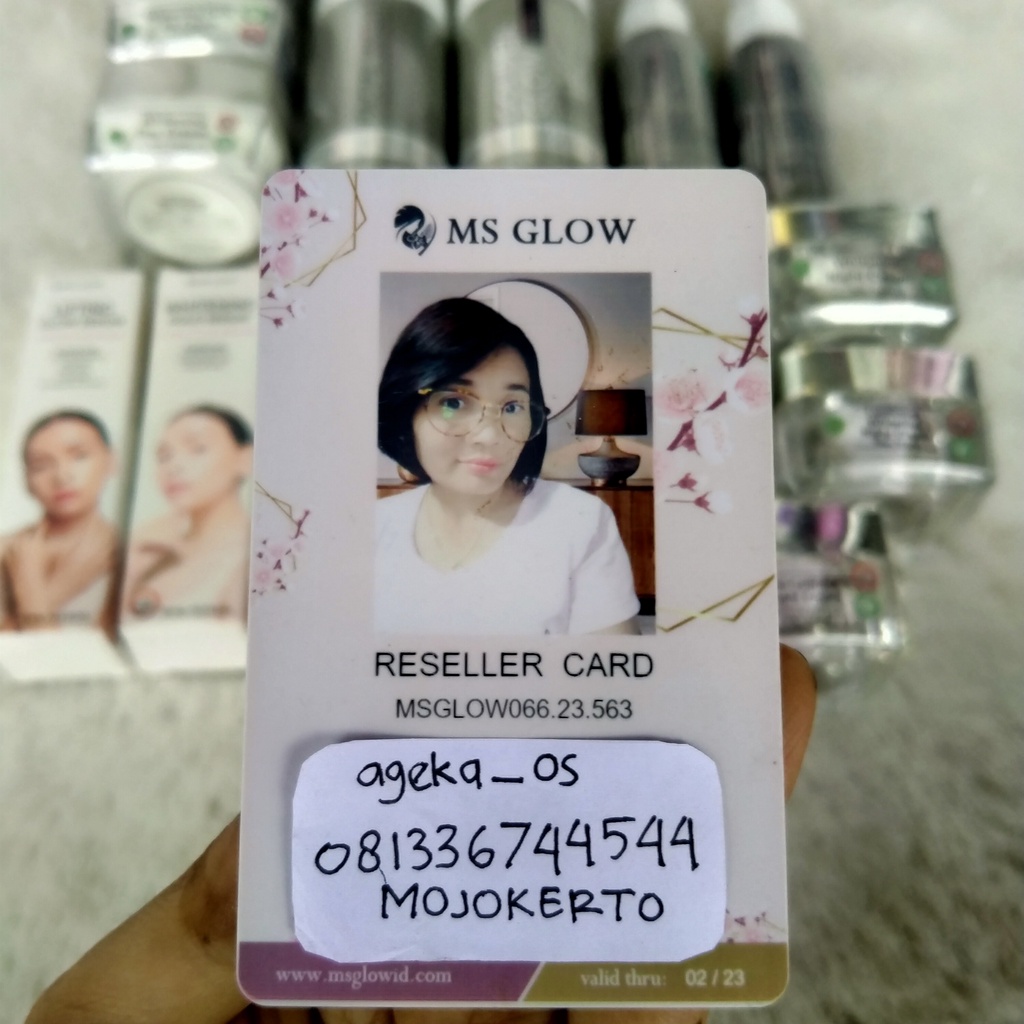 MS GLOW
RESELLER CARD
MSGLOW066.23.563
ageka_os
081336744544
MOJOKERTO
www.msglowid.com
valid thru: 02 / 23